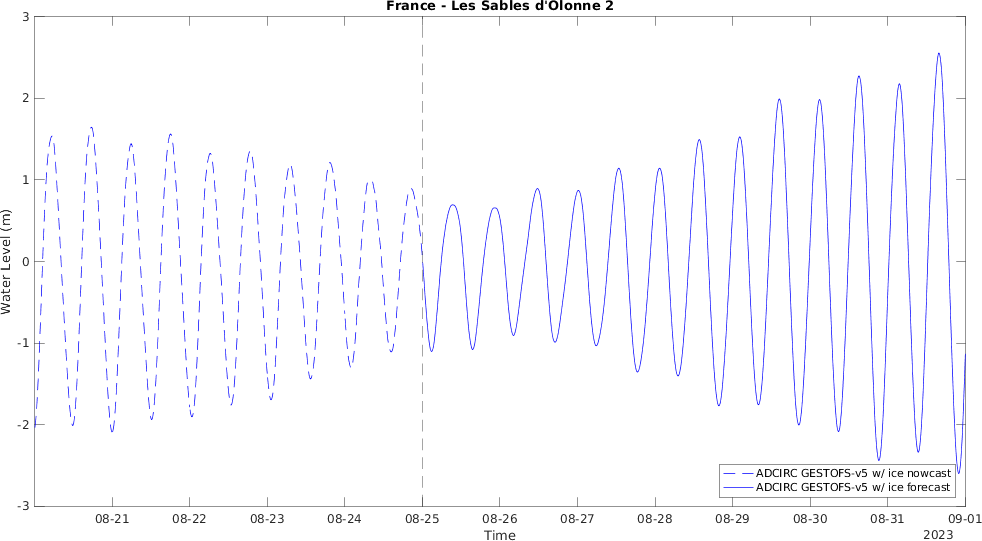 France - Les Sables d'Olonne 2
3
2
1
0
-1
-2
-3
Water Level (m)
ADCIRC GESTOFS-v5 w/ ice nowcast
ADCIRC GESTOFS-v5 w/ ice forecast
08-21 08-22 08-23 08-24 08-25 08-26 08-27 08-28 08-29 08-30 08-31 09-01
Time 2023